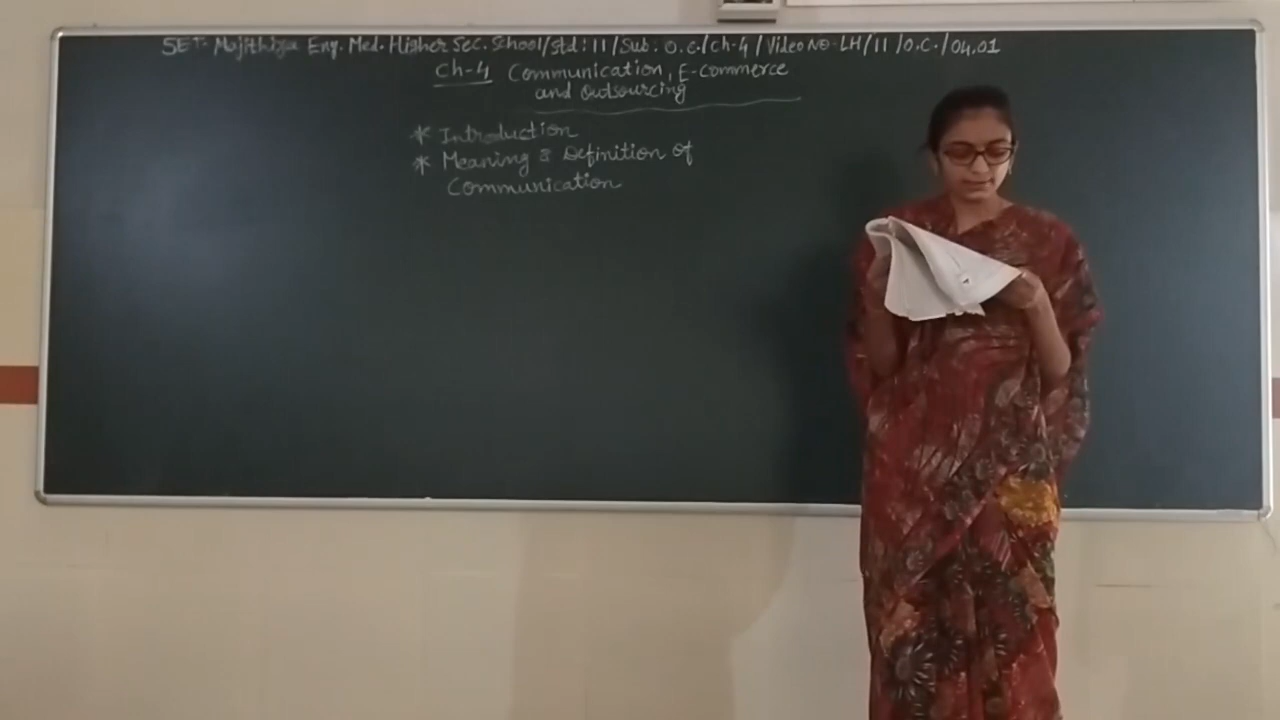 SET- Majithiya Eng. Med. Higher Sec. School/std: 11/Sub. O.C./ch-4/Video No- LH/11/O.C./04.01
Ch-4 Communication, E-commerce
and Outsourcing
* Introduction
* Meaning & Definition of
Communication